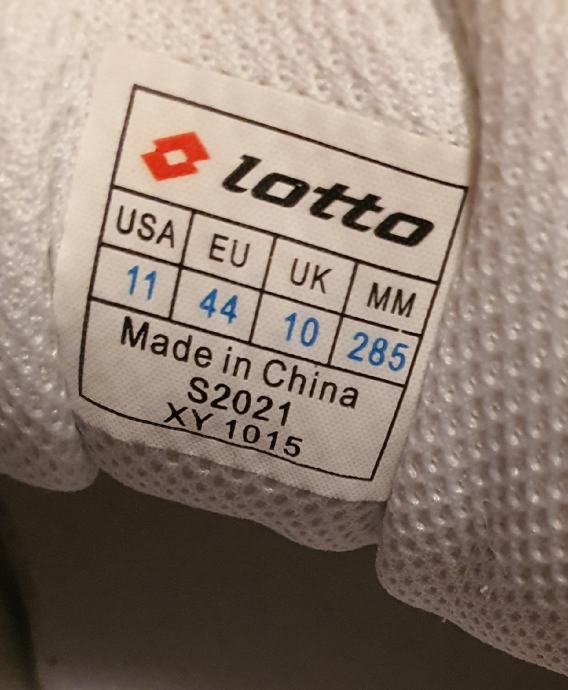 lotto
USA EU UK MM
11 44 10 285
Made in China
S2021
XY 1015